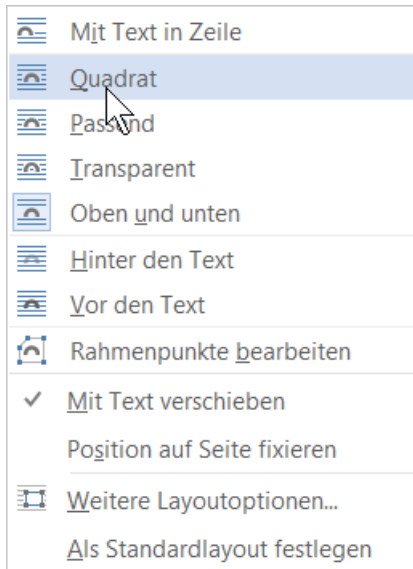 Mit Text in Zeile
Quadrat
Passend
Transparent
Oben und unten
Hinter den Text
Vor den Text
Rahmenpunkte bearbeiten
Mit Text verschieben
Position auf Seite fixieren
Weitere Layoutoptionen...
Als Standardlayout festlegen